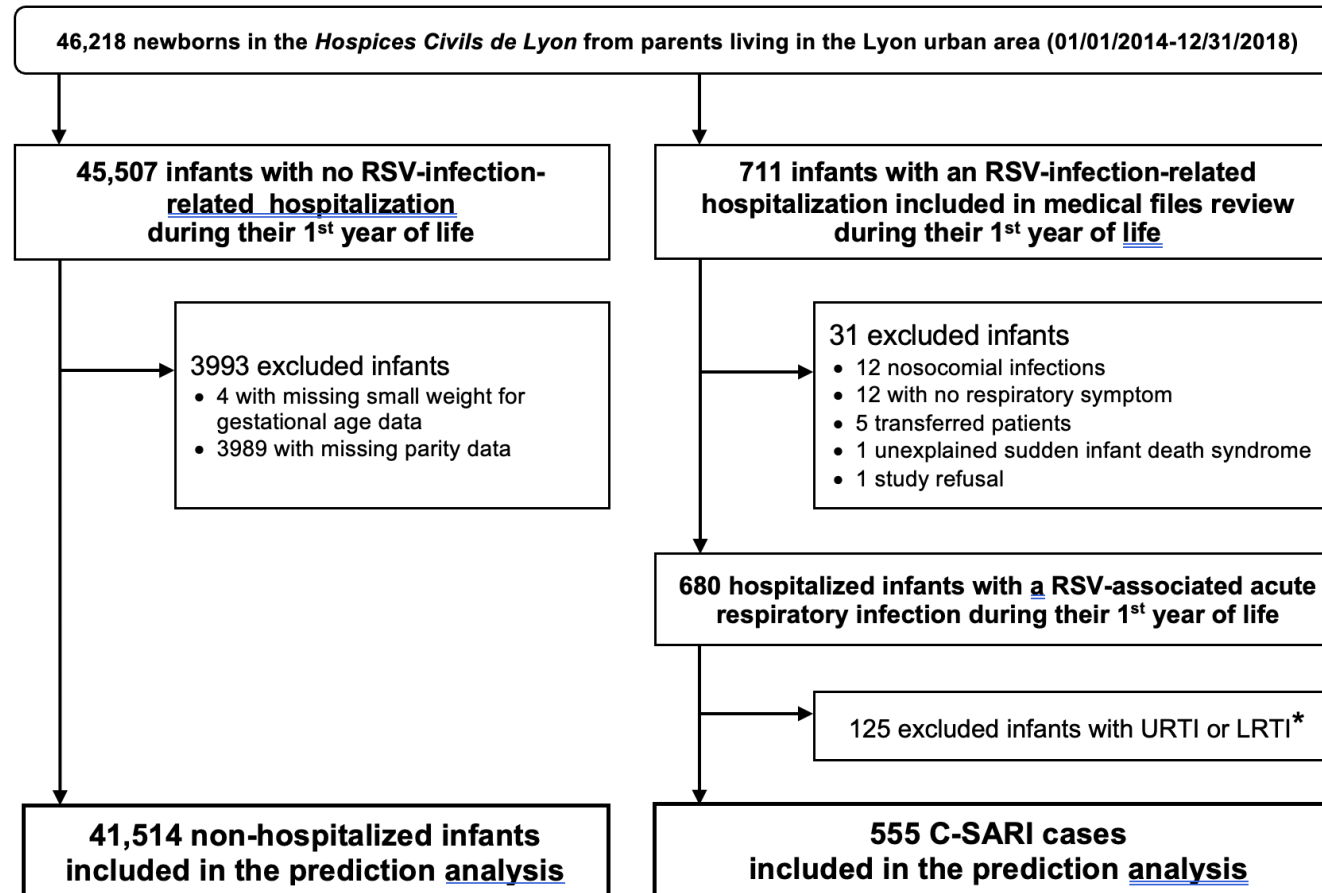 46,218 newborns in the Hospices Civils de Lyon from parents living in the Lyon urban area (01/01/2014-12/31/2018)
45,507 infants with no RSV-infection-
related hospitalization
during their 1st year of life
711 infants with an RSV-infection-related
hospitalization included in medical files review
during their 1st year of life
3993 excluded infants
• 4 with missing small weight for
gestational age data
• 3989 with missing parity data
31 excluded infants
• 12 nosocomial infections
• 12 with no respiratory symptom
• 5 transferred patients
• 1 unexplained sudden infant death syndrome
• 1 study refusal
680 hospitalized infants with a RSV-associated acute
respiratory infection during their 1st year of life
125 excluded infants with URTI or LRTI*
41,514 non-hospitalized infants
included in the prediction analysis
555 C-SARI cases
included in the prediction analysis